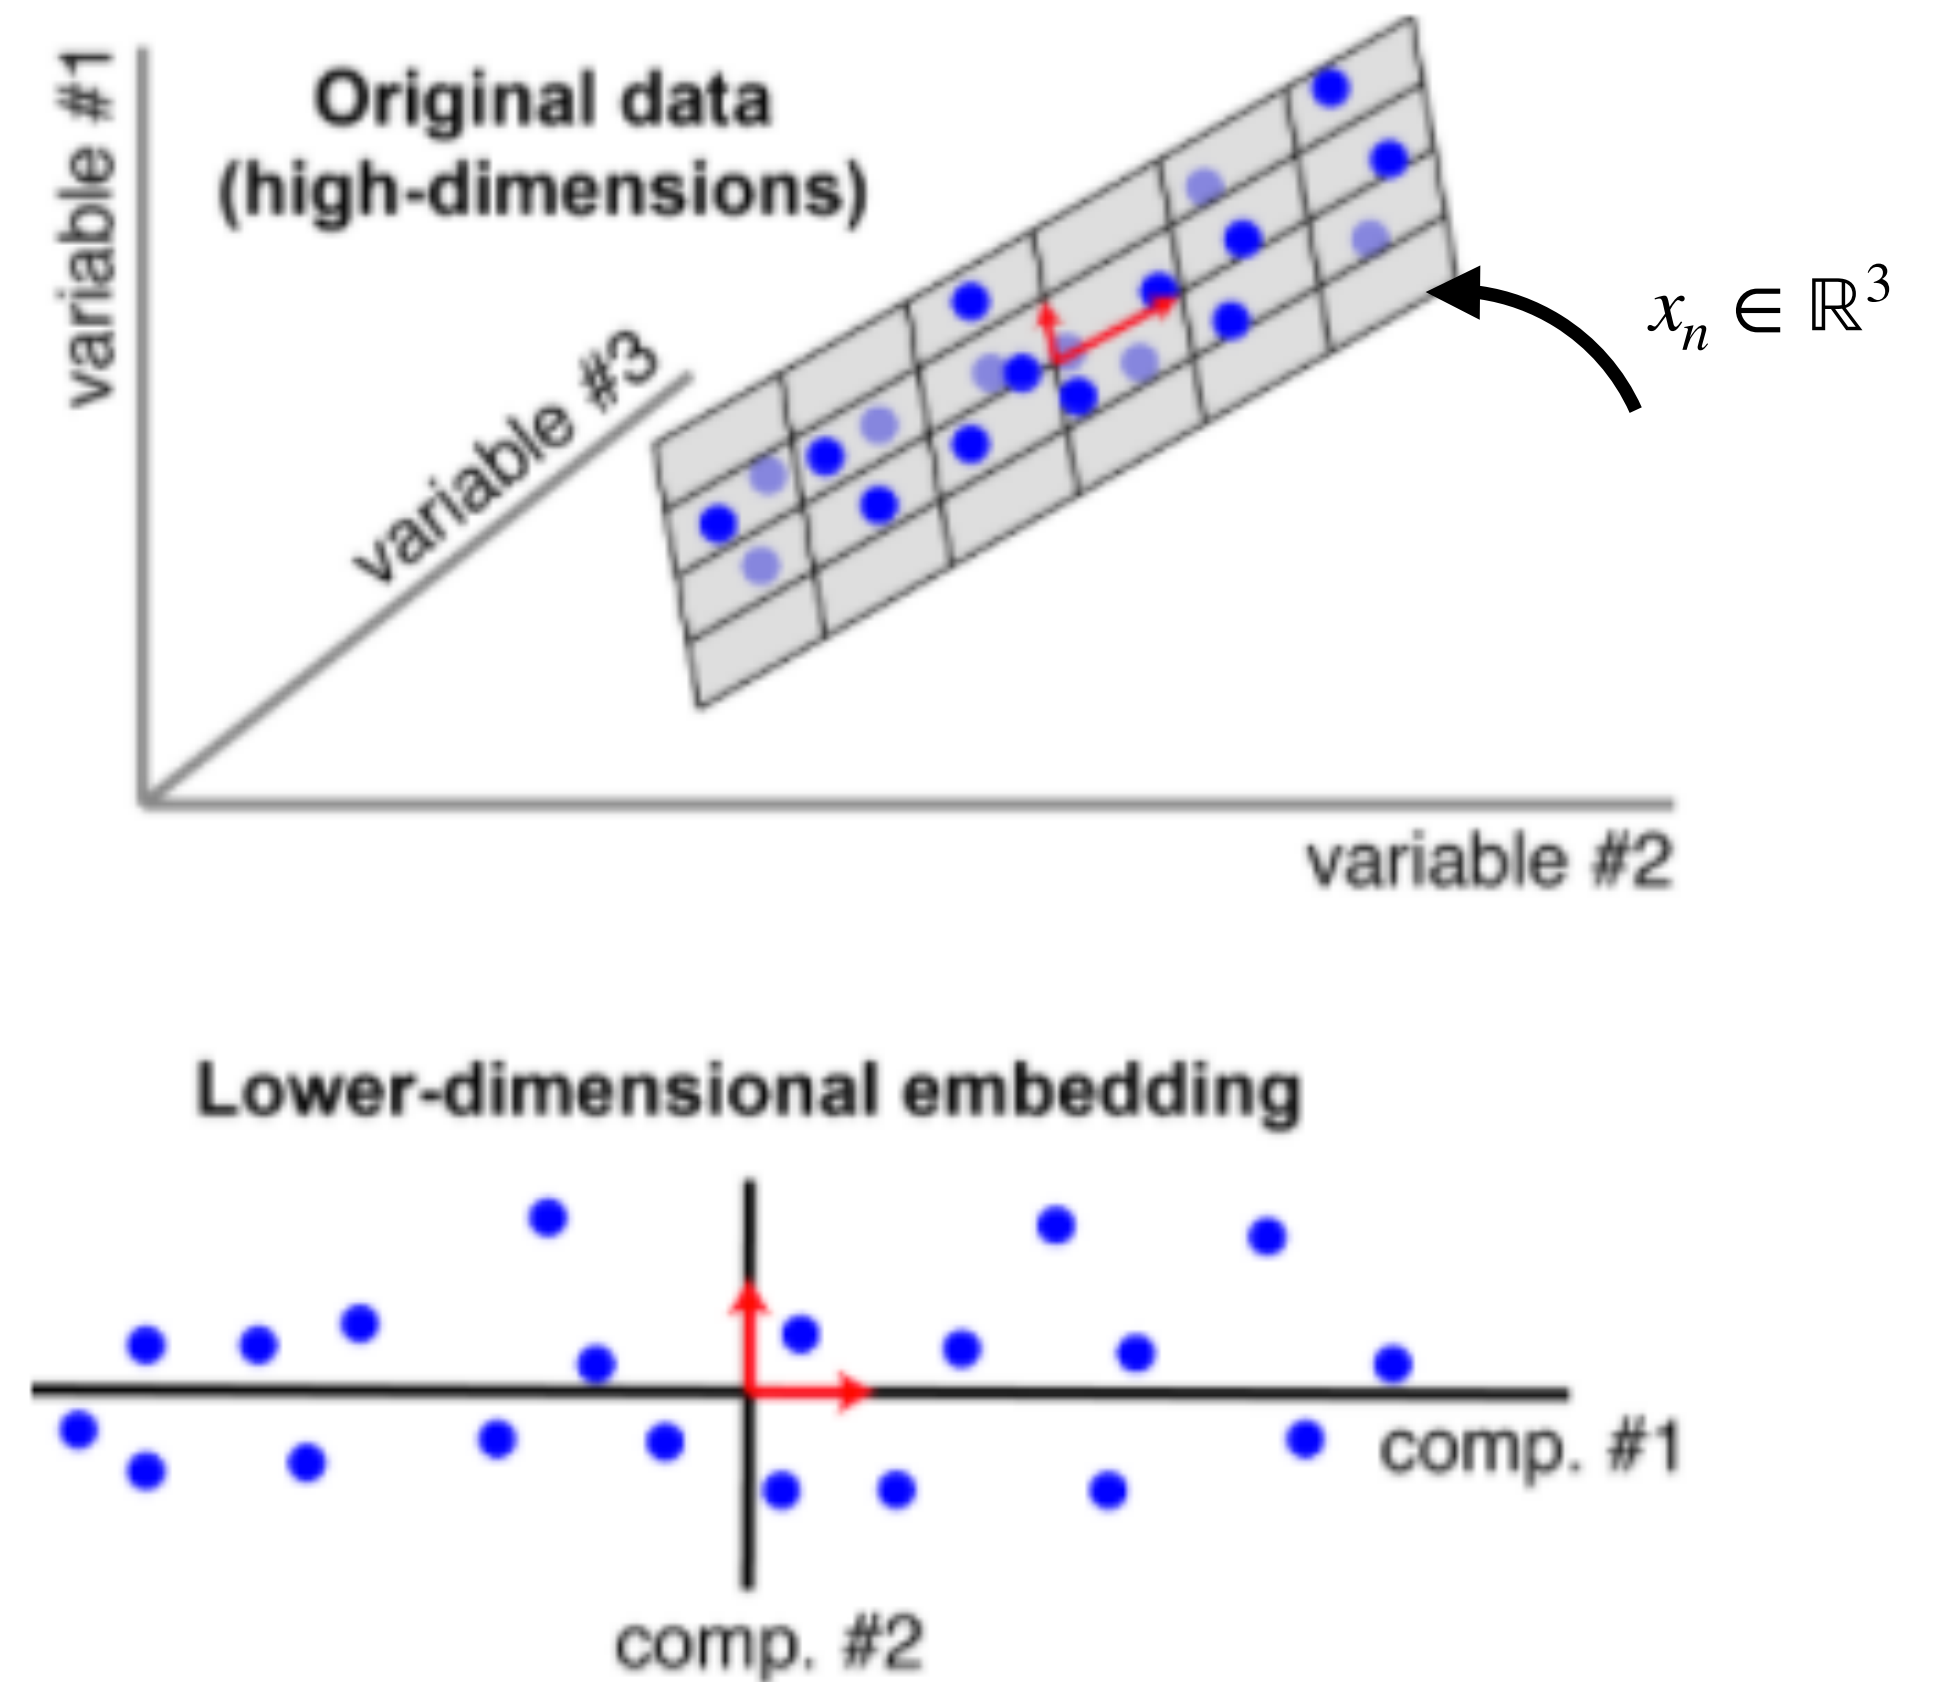 variable #1
Original data
(high-dimensions)
variable #3
xₙ ∈ ℝ³
variable #2
Lower-dimensional embedding
comp. #1
comp. #2